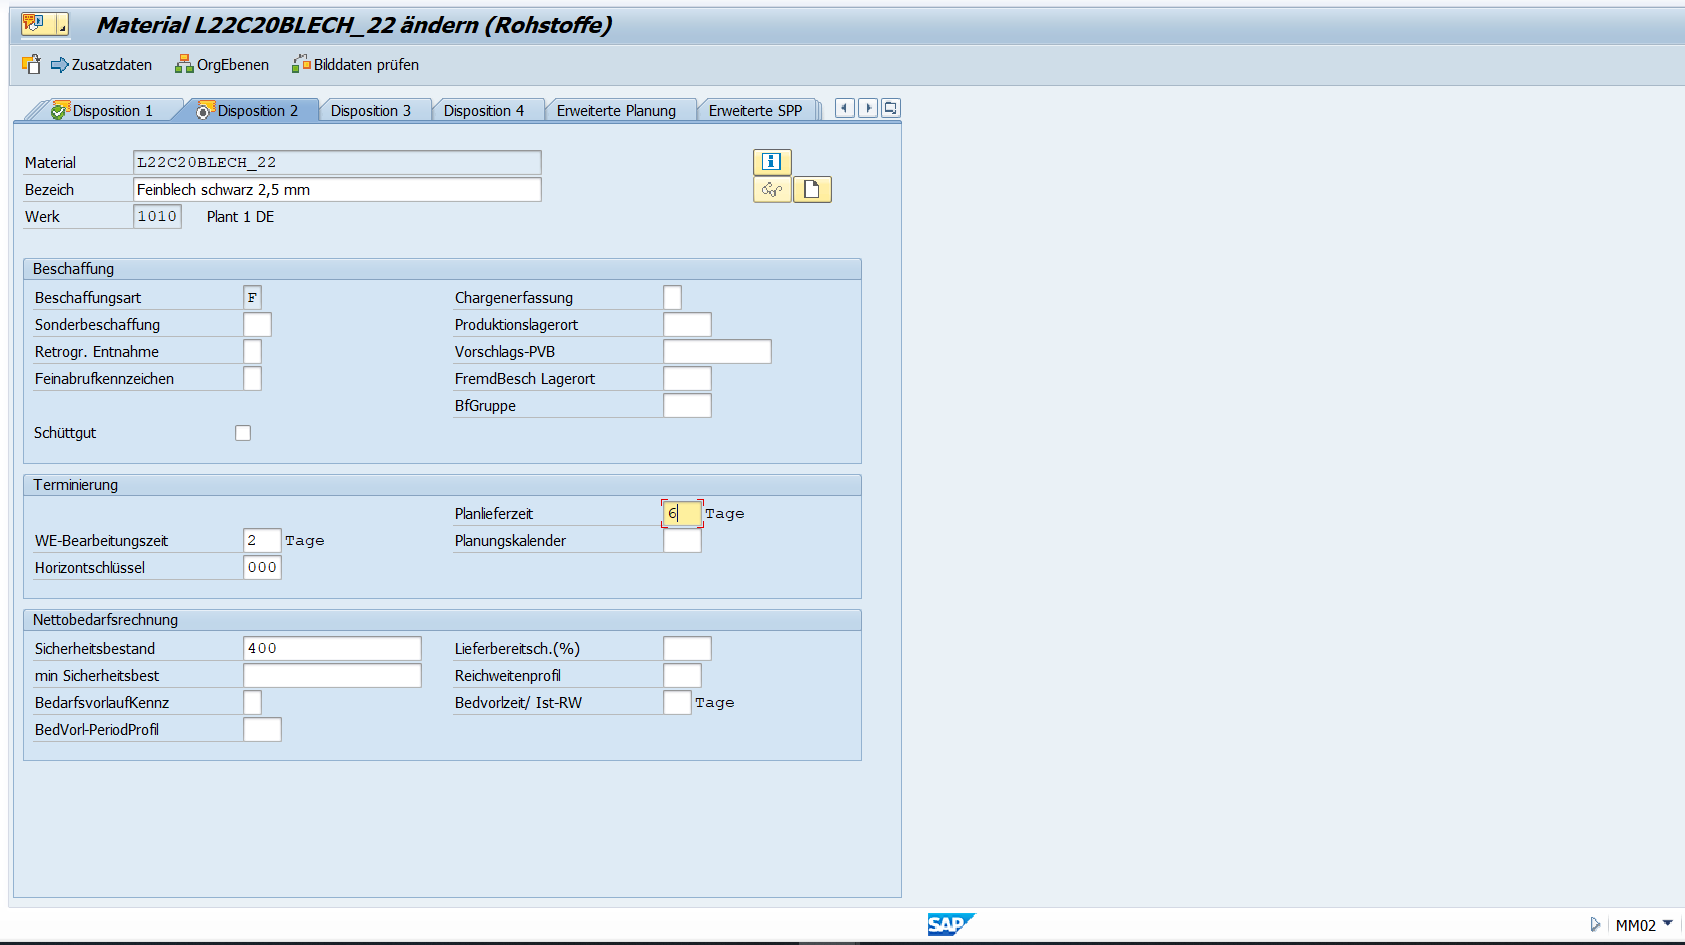 Material L22C20BLECH_22 ändern (Rohstoffe)
Zusatzdaten OrgEbenen Bilddaten prüfen
Disposition 1 Disposition 2 Disposition 3 Disposition 4 Erweiterte Planung Erweiterte SPP
Material L22C20BLECH_22
Bezeich Feinblech schwarz 2,5 mm
Werk 1010 Plant 1 DE
Beschaffung
Beschaffungsart F Chargenerfassung
Sonderbeschaffung Produktionslagerort
Retrogr. Entnahme Vorschlags-PVB
Feinabrufkennzeichen FremdBesch Lagerort
BfGruppe
Schüttgut
Terminierung
Planlieferzeit 6 Tage
WE-Bearbeitungszeit 2 Tage Planungskalender
Horizontschlüssel 000
Nettobedarfsrechnung
Sicherheitsbestand 400 Lieferbereitsch.(%)
min Sicherheitsbest Reichweitenprofil
BedarfsvorlaufKennz Bedvorlzeit/ Ist-RW Tage
BedVorl-PeriodProfil
SAP MM02